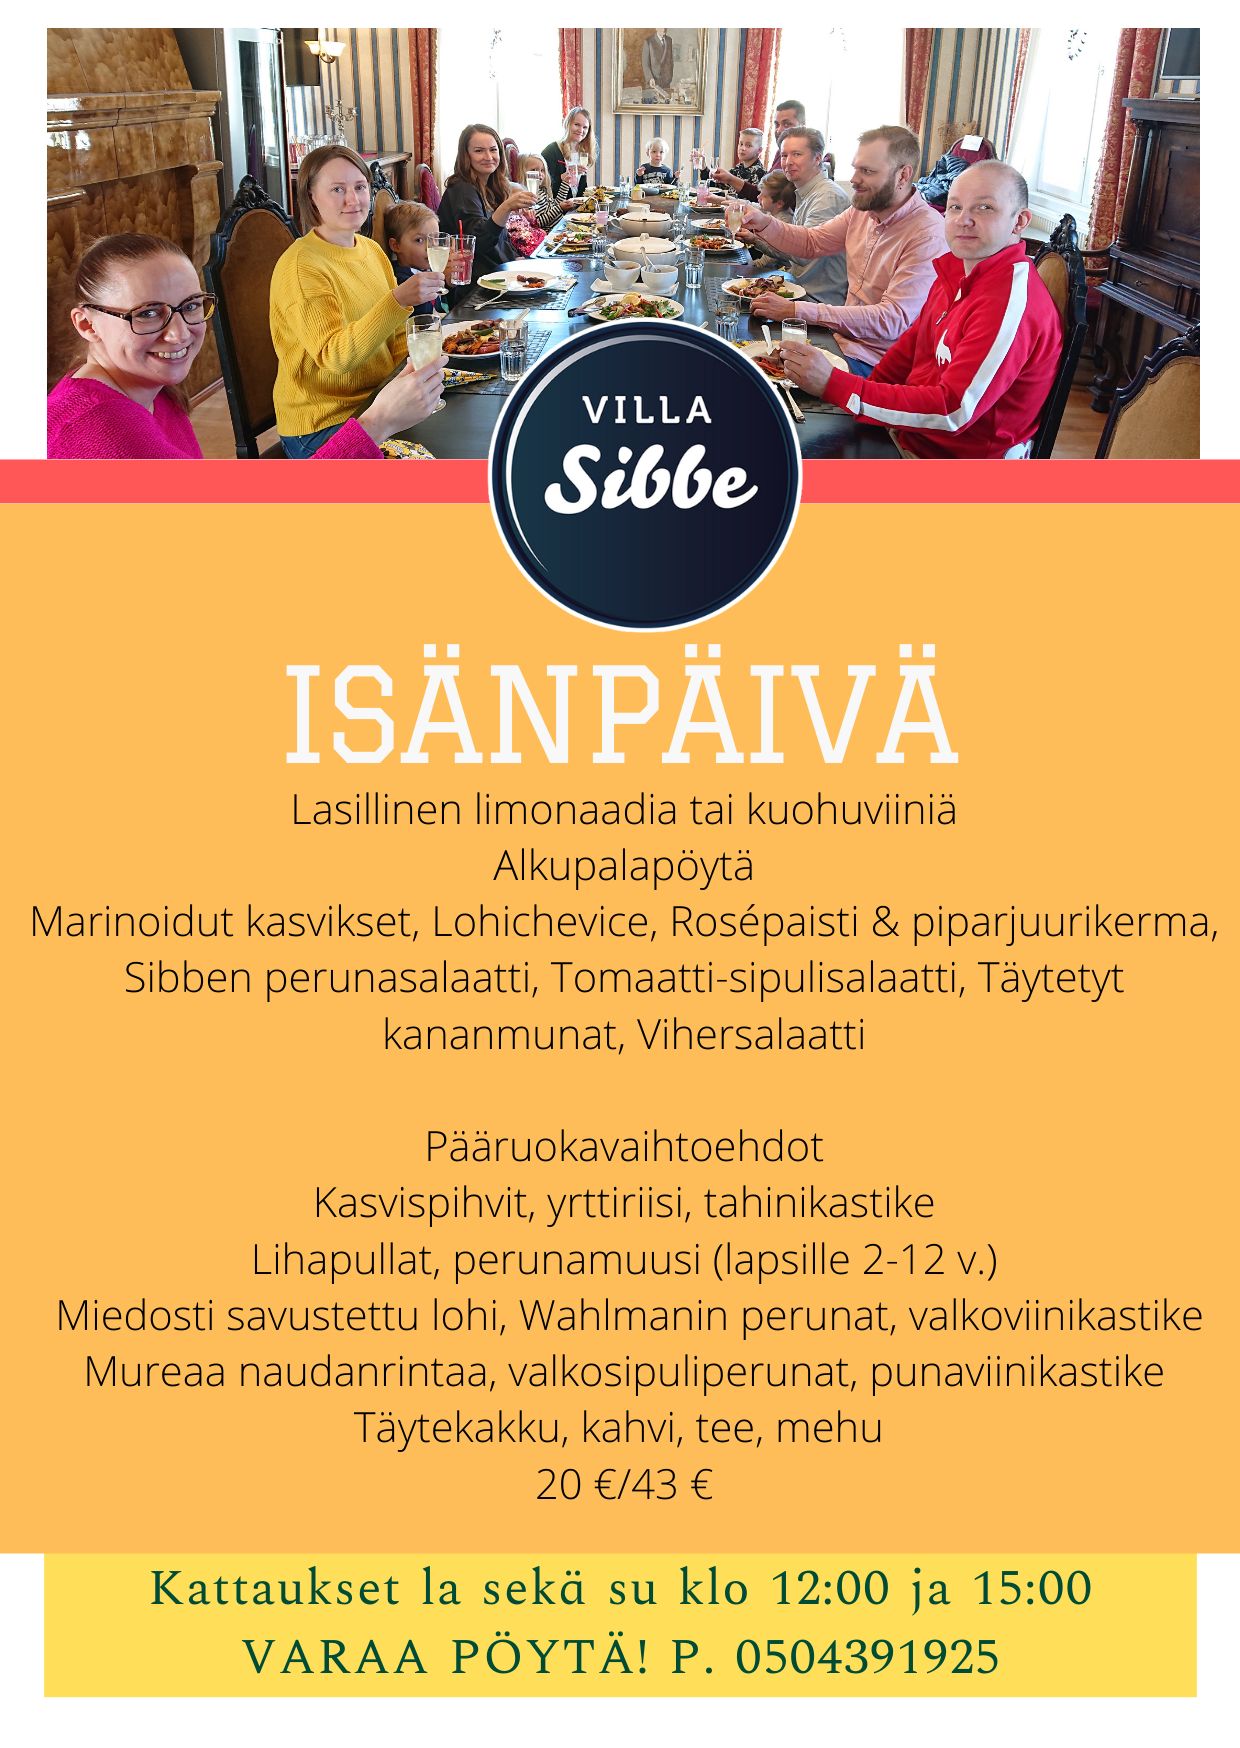 VILLA
Sibbe
ISÄNPÄIVÄ
Lasillinen limonaadia tai kuohuviiniä
Alkupalapöytä
Marinoidut kasvikset, Lohichevice, Rosépaisti & piparjuurikerma,
Sibben perunasalaatti, Tomaatti-sipulisalaatti, Täytetyt
kananmunat, Vihersalaatti
Pääruokavaihtoehdot
Kasvispihvit, yrttiriisi, tahinikastike
Lihapullat, perunamuusi (lapsille 2-12 v.)
Miedosti savustettu lohi, Wahlmanin perunat, valkoviinikastike
Mureaa naudanrintaa, valkosipuliperunat, punaviinikastike
Täytekakku, kahvi, tee, mehu
20 €/43 €
Kattaukset la sekä su klo 12:00 ja 15:00
VARAA PÖYTÄ! P. 0504391925